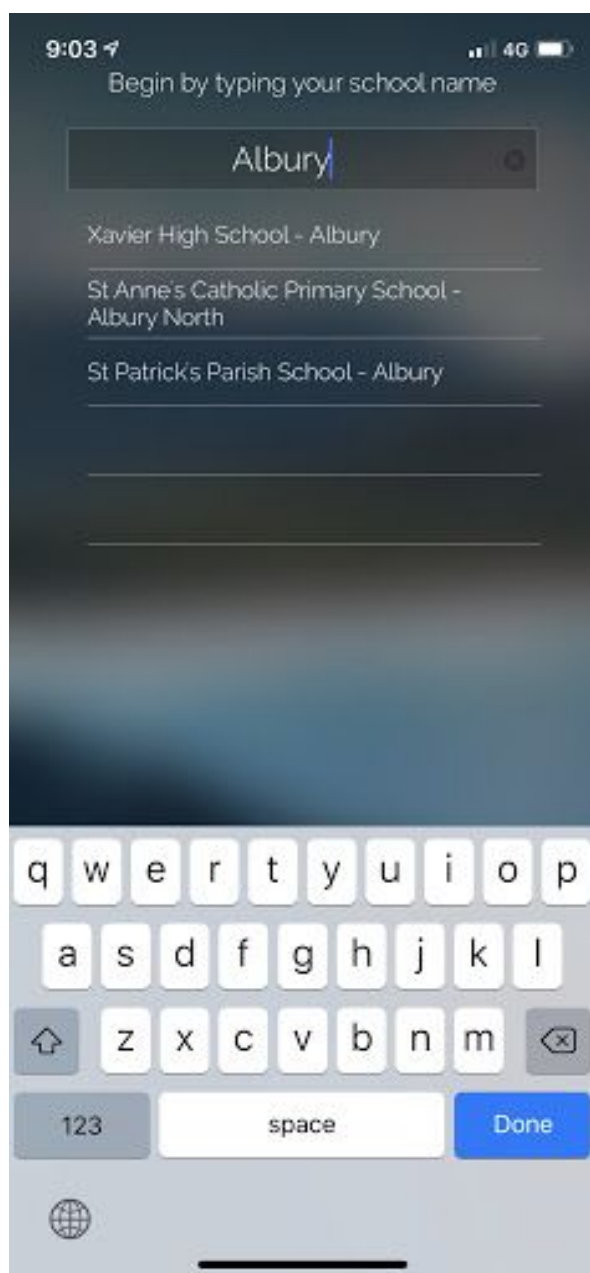 9:03 4G
Begin by typing your school name
Albury
Xavier High School - Albury
St Anne's Catholic Primary School -
Albury North
St Patrick's Parish School - Albury
q w e r t y u i o p
a s d f g h j k l
z x c v b n m
123 space Done